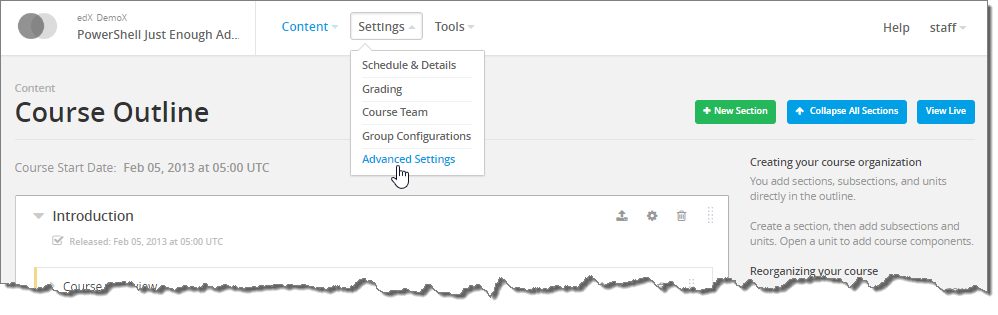 edX DemoX
PowerShell Just Enough Ad...
Content
Settings
Tools
Help
staff
Schedule & Details
Grading
Course Team
Group Configurations
Advanced Settings
Content
Course Outline
+ New Section
Collapse All Sections
View Live
Course Start Date: Feb 05, 2013 at 05:00 UTC
Introduction
Released: Feb 05, 2013 at 05:00 UTC
Course
Creating your course organization
You add sections, subsections, and units
directly in the outline.
Create a section, then add subsections and
units. Open a unit to add course components.
Reorganizing your course